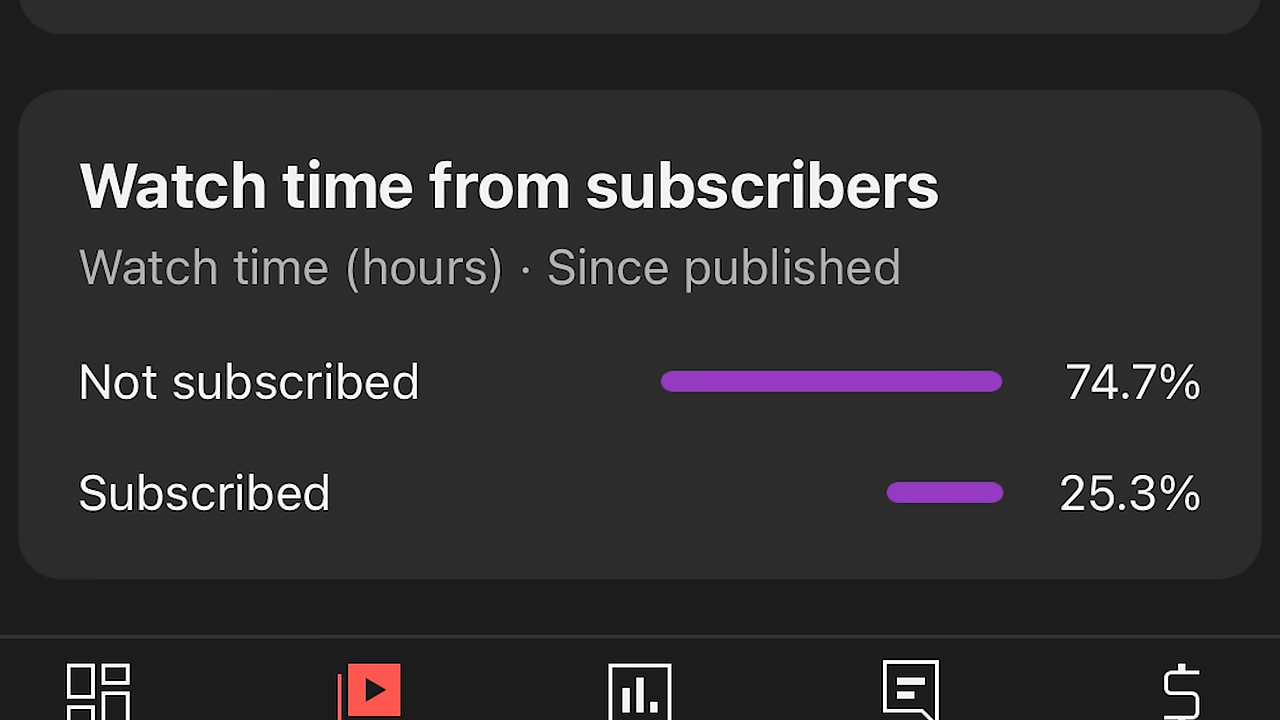 Watch time from subscribers
Watch time (hours) · Since published
Not subscribed 74.7%
Subscribed 25.3%